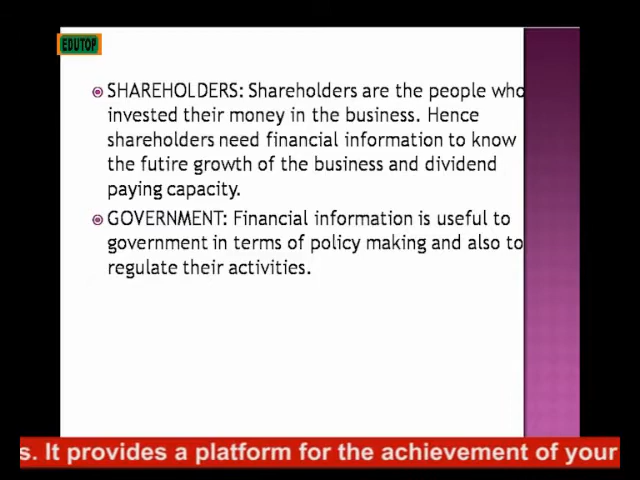 EDUTOP
SHAREHOLDERS: Shareholders are the people who
invested their money in the business. Hence
shareholders need financial information to know
the futire growth of the business and dividend
paying capacity.
GOVERNMENT: Financial information is useful to
government in terms of policy making and also to
regulate their activities.
s. It provides a platform for the achievement of your